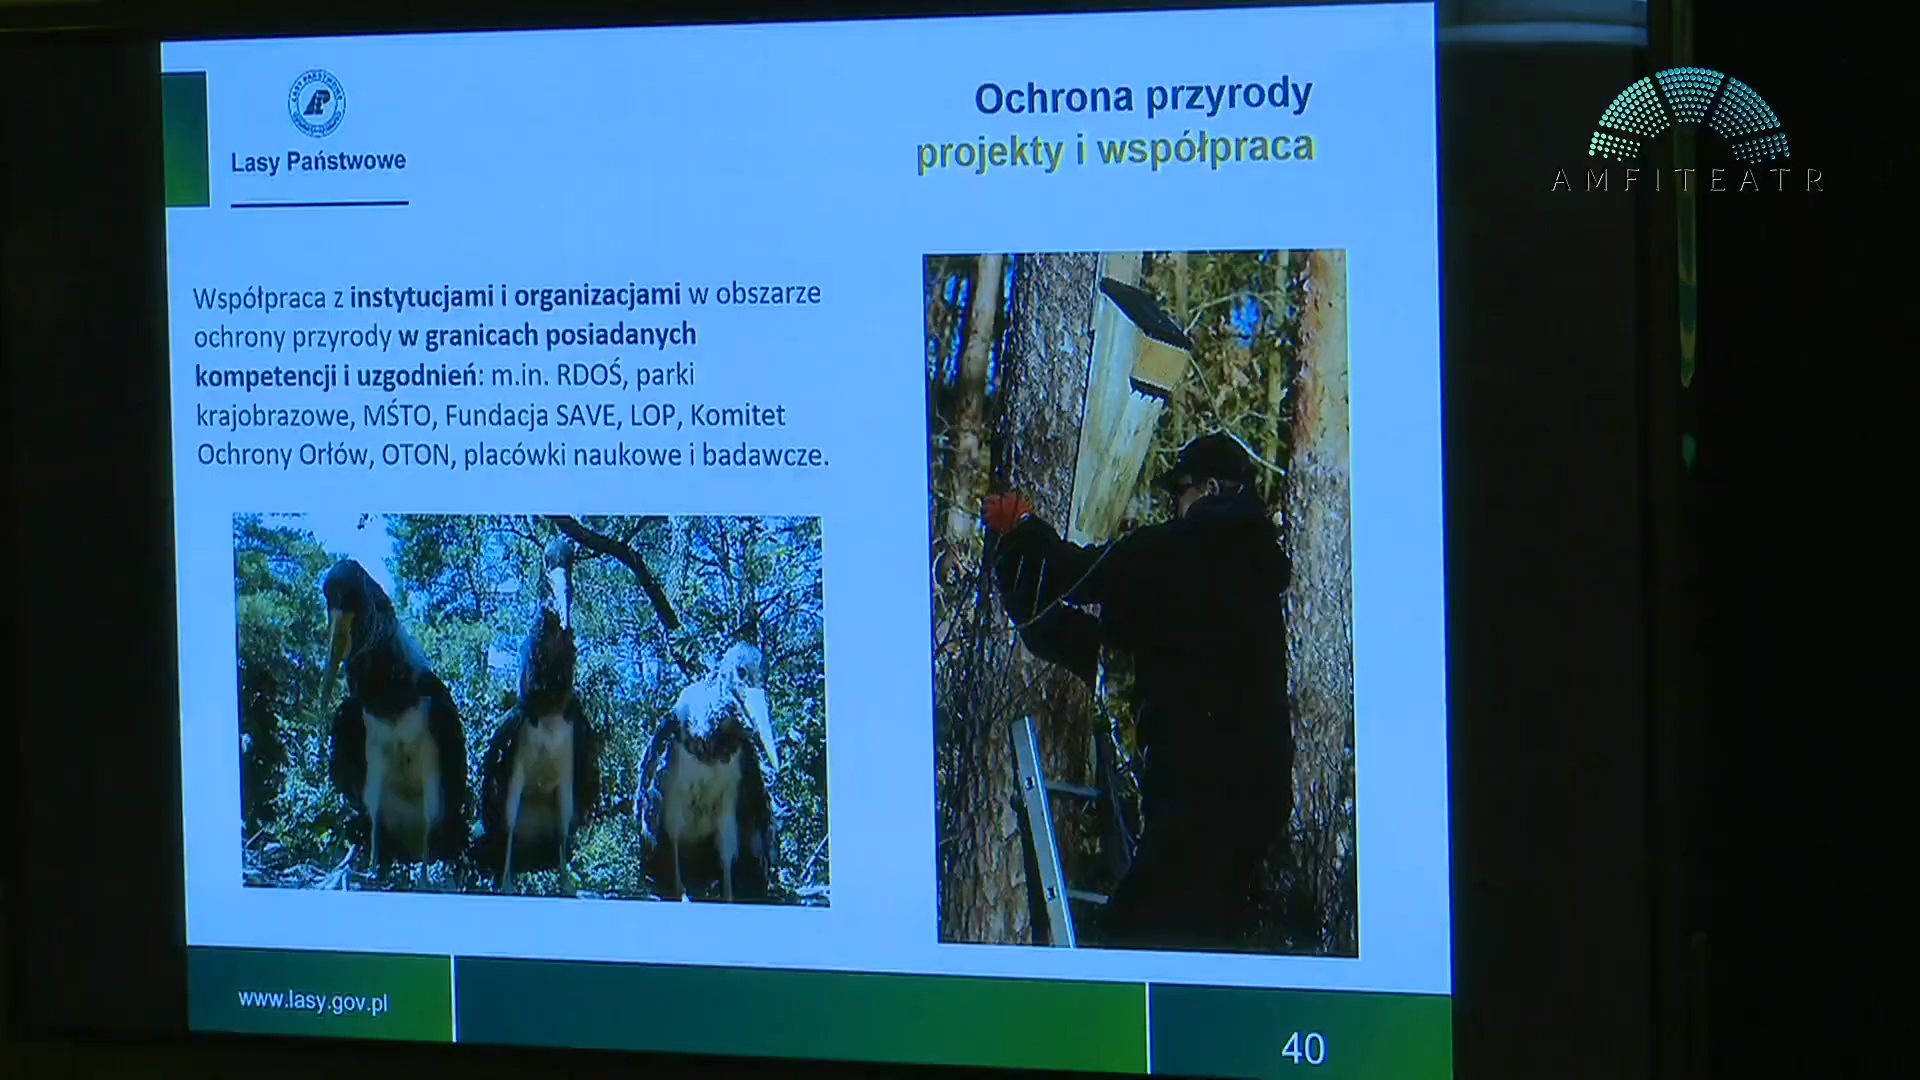 Lasy Państwowe
Ochrona przyrody
projekty i współpraca
AMFITEATR
Współpraca z instytucjami i organizacjami w obszarze
ochrony przyrody w granicach posiadanych
kompetencji i uzgodnień: m.in. RDOŚ, parki
krajobrazowe, MŚTO, Fundacja SAVE, LOP, Komitet
Ochrony Orłów, OTON, placówki naukowe i badawcze.
www.lasy.gov.pl
40